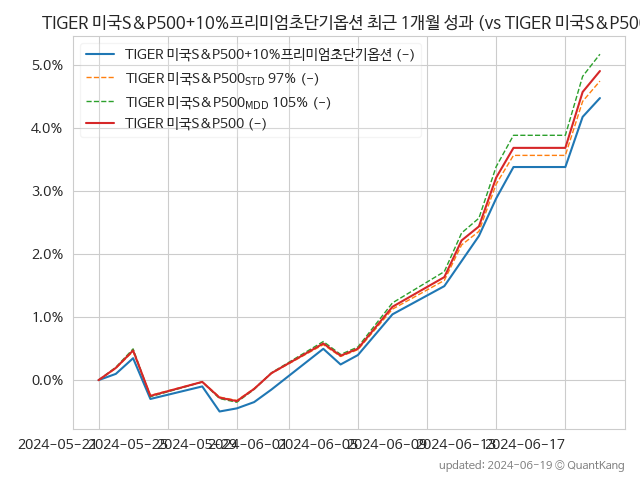 TIGER 미국S&P500+10%프리미엄초단기옵션 최근 1개월 성과 (vs TIGER 미국S&P50
TIGER 미국S&P500+10%프리미엄초단기옵션 (-)
TIGER 미국S&P500STD 97% (-)
TIGER 미국S&P500MDD 105% (-)
TIGER 미국S&P500 (-)
5.0%
4.0%
3.0%
2.0%
1.0%
0.0%
2024-05-21 2024-05-25 2024-05-29 2024-06-01 2024-06-05 2024-06-09 2024-06-13 2024-06-17
updated: 2024-06-19 © QuantKang